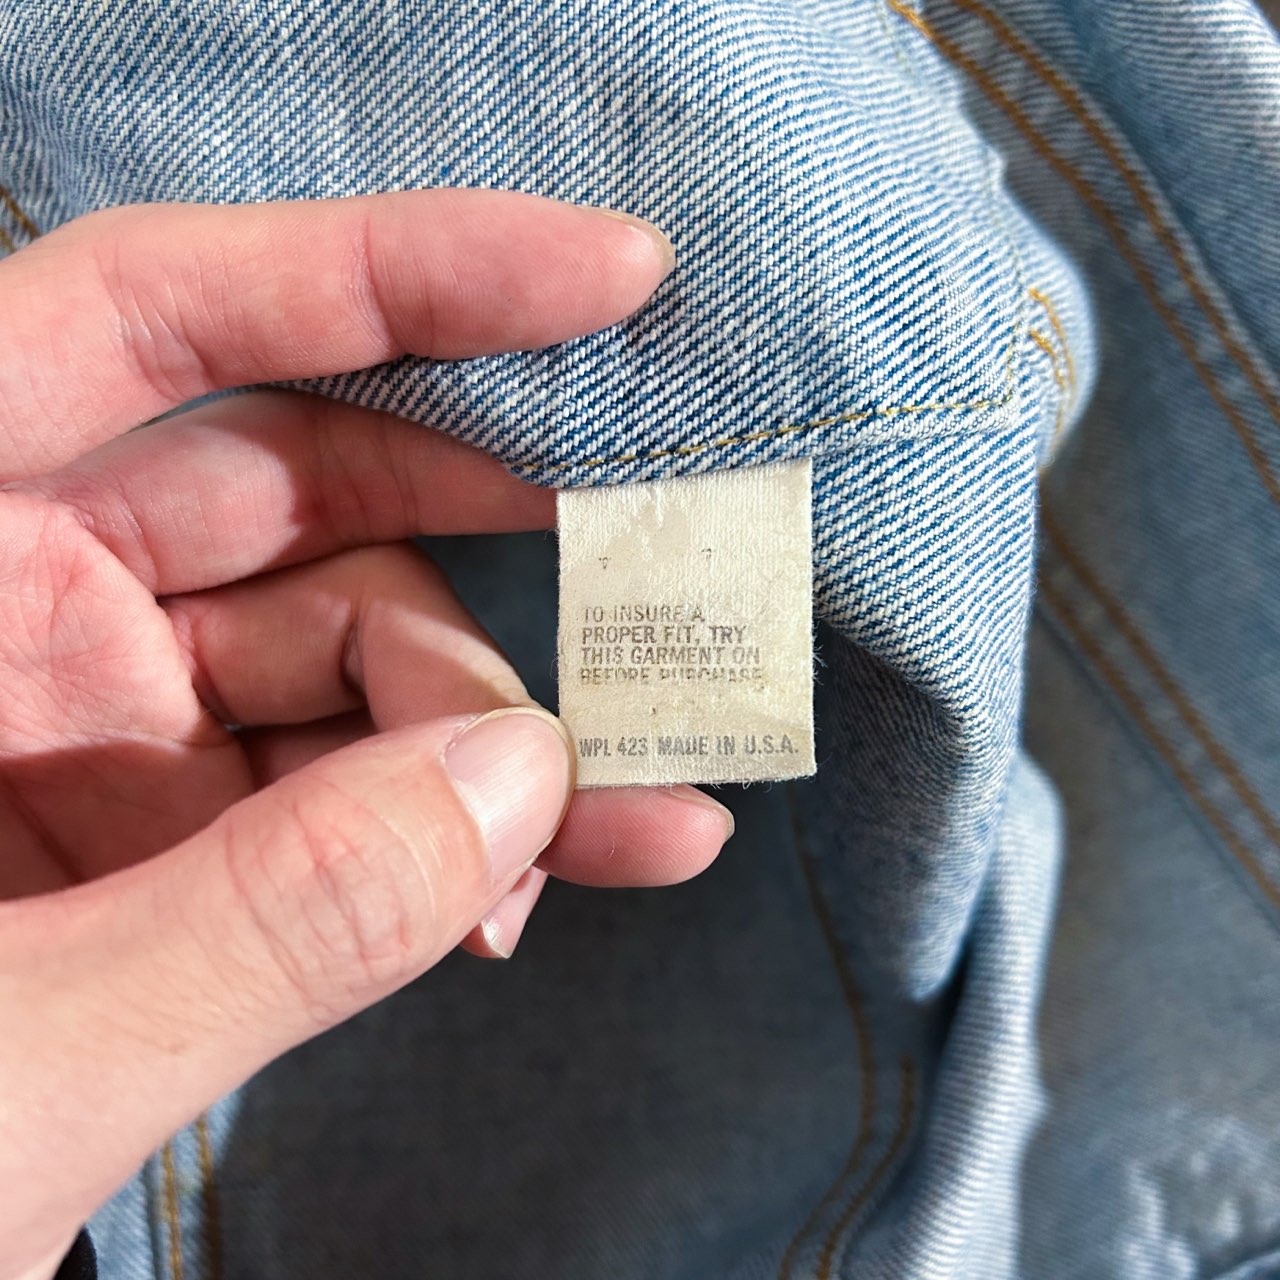 TO INSURE A
PROPER FIT, TRY
THIS GARMENT ON
BEFORE PURCHASE
WPL 423 MADE IN U.S.A.